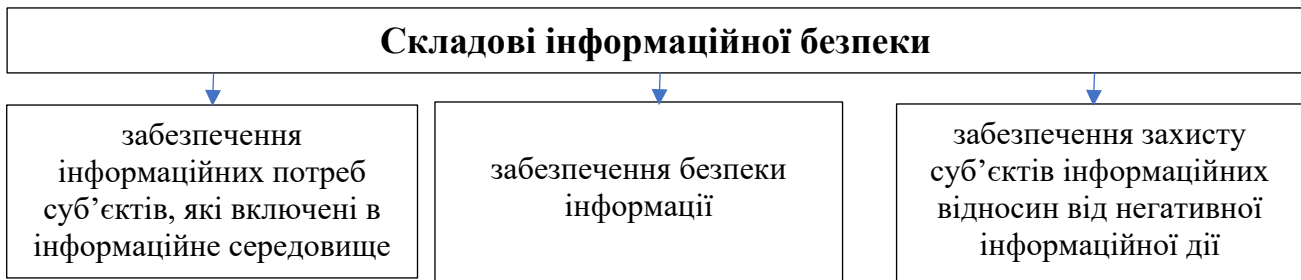 Складові інформаційної безпеки
забезпечення
інформаційних потреб
суб’єктів, які включені в
інформаційне середовище
забезпечення безпеки
інформації
забезпечення захисту
суб’єктів інформаційних
відносин від негативної
інформаційної дії